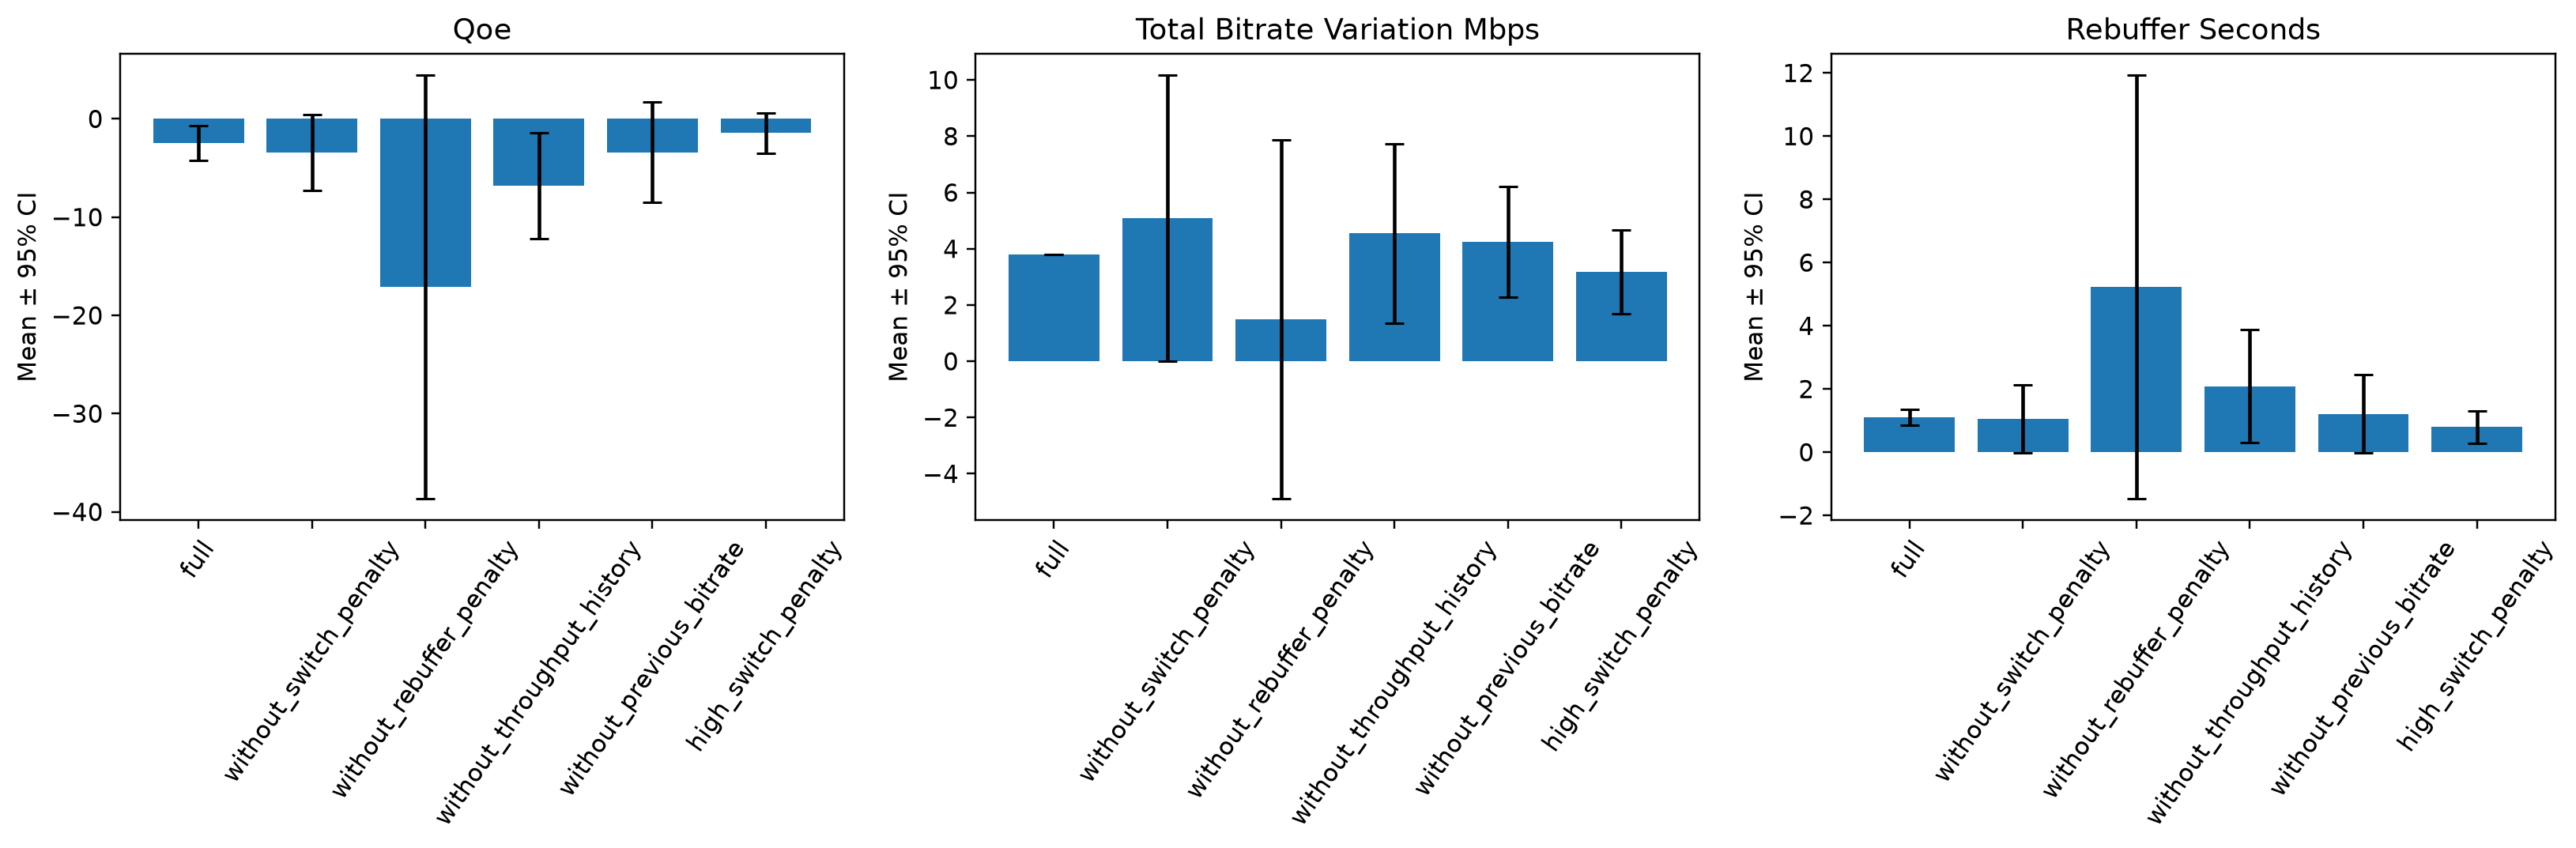 Qoe
Mean ± 95% CI
0
−10
−20
−30
−40
full
without_switch_penalty
without_rebuffer_penalty
without_throughput_history
without_previous_bitrate
high_switch_penalty
Total Bitrate Variation Mbps
Mean ± 95% CI
10
8
6
4
2
0
−2
−4
full
without_switch_penalty
without_rebuffer_penalty
without_throughput_history
without_previous_bitrate
high_switch_penalty
Rebuffer Seconds
Mean ± 95% CI
12
10
8
6
4
2
0
−2
full
without_switch_penalty
without_rebuffer_penalty
without_throughput_history
without_previous_bitrate
high_switch_penalty